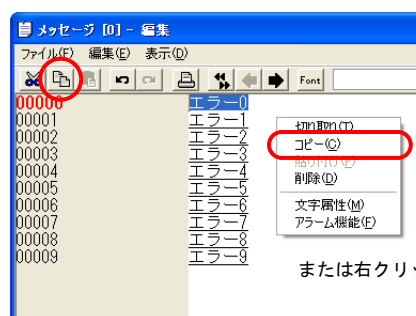 メッセージ [0] - 編集
ファイル(F) 編集(E) 表示(D)
Font
00000 エラー0
00001 エラー1
00002 エラー2
00003 エラー3
00004 エラー4
00005 エラー5
00006 エラー6
00007 エラー7
00008 エラー8
00009 エラー9
切り取り(T)
コピー(C)
貼り付け(P)
削除(D)
文字属性(M)
アラーム機能(F)
または右クリッ